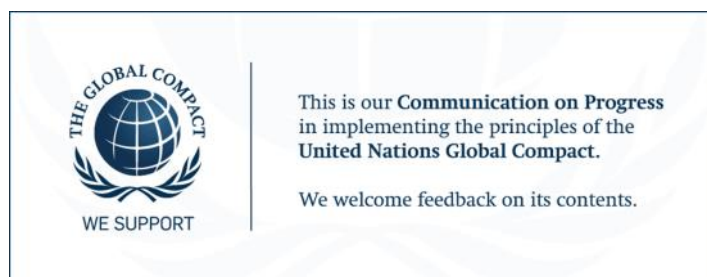 THE GLOBAL COMPACT
WE SUPPORT
This is our Communication on Progress
in implementing the principles of the
United Nations Global Compact.
We welcome feedback on its contents.